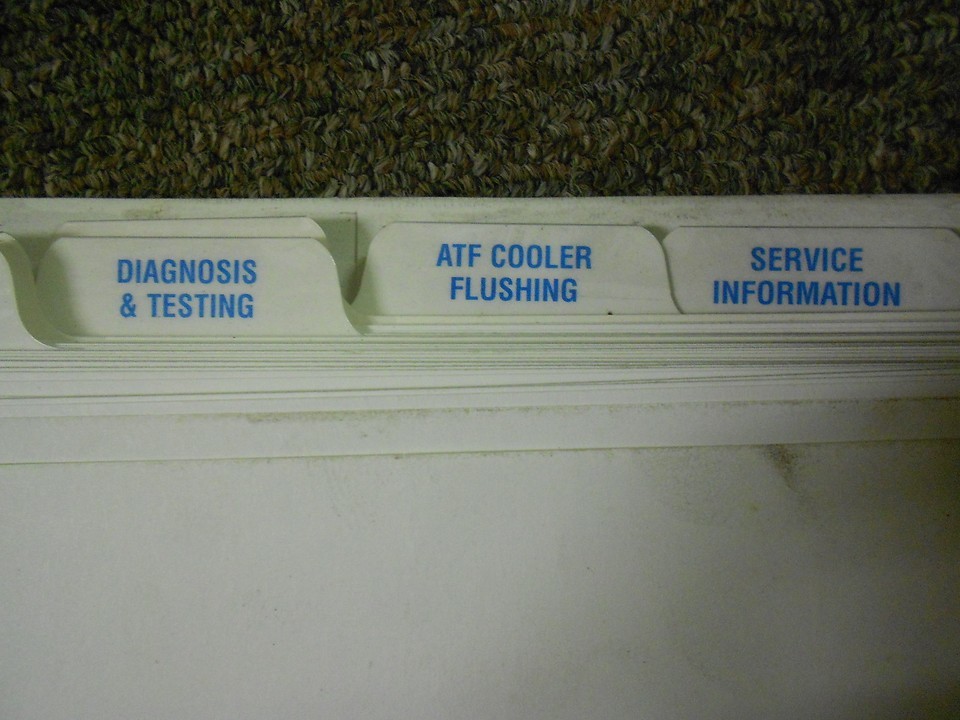 DIAGNOSIS
& TESTING
ATF COOLER
FLUSHING
SERVICE
INFORMATION